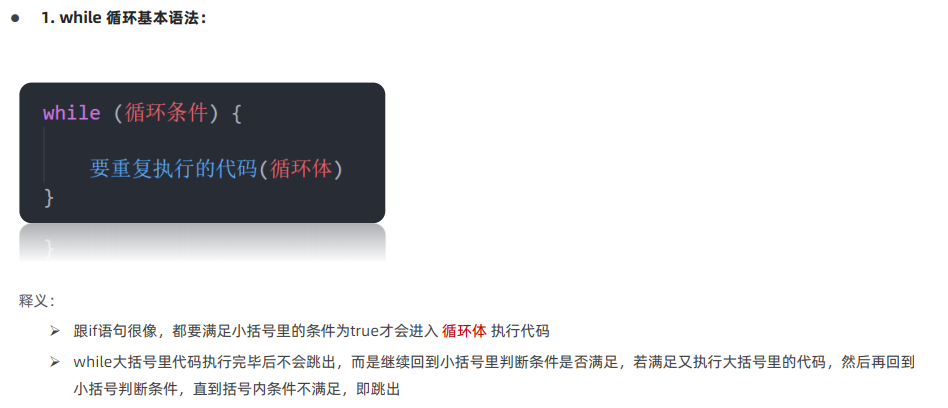 1. while 循环基本语法：
while (循环条件) {
要重复执行的代码(循环体)
}
释义：
跟if语句很像，都要满足小括号里的条件为true才会进入 循环体 执行代码
while大括号里代码执行完毕后不会跳出，而是继续回到小括号里判断条件是否满足，若满足又执行大括号里的代码，然后再回到
小括号判断条件，直到括号内条件不满足，即跳出